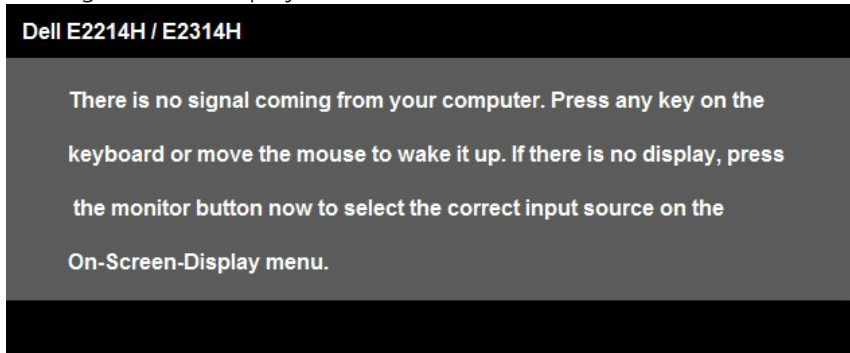 Dell E2214H / E2314H
There is no signal coming from your computer. Press any key on the
keyboard or move the mouse to wake it up. If there is no display, press
the monitor button now to select the correct input source on the
On-Screen-Display menu.